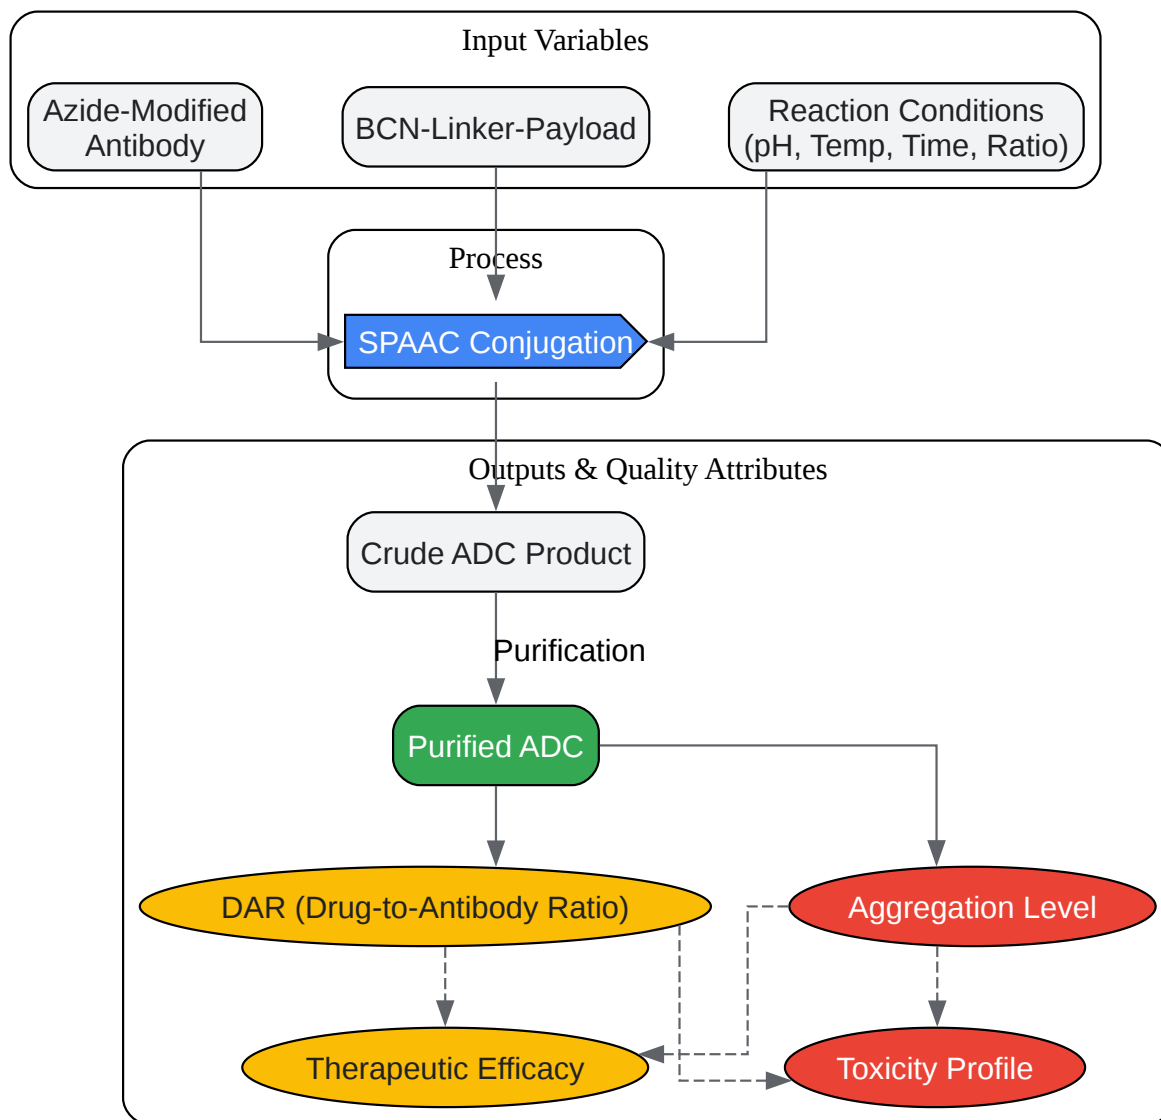 Input Variables
Azide-Modified
Antibody
BCN-Linker-Payload
Reaction Conditions
(pH, Temp, Time, Ratio)
Process
SPAAC Conjugation
Outputs & Quality Attributes
Crude ADC Product
Purification
Purified ADC
DAR (Drug-to-Antibody Ratio)
Aggregation Level
Therapeutic Efficacy
Toxicity Profile